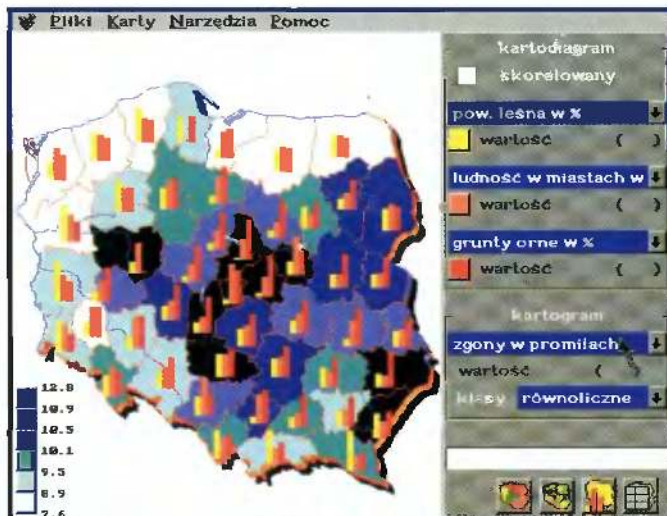 Pliki Karty Narzędzia Pomoc
kartodiagram
skorelowany
pow. leśna w %
wartość ( )
ludność w miastach w
wartość ( )
grunty orne w %
wartość ( )
kartogram
zgony w promilach
wartość (
klasy równoliczne
12.8
10.9
10.5
10.1
9.5
8.9
7.6